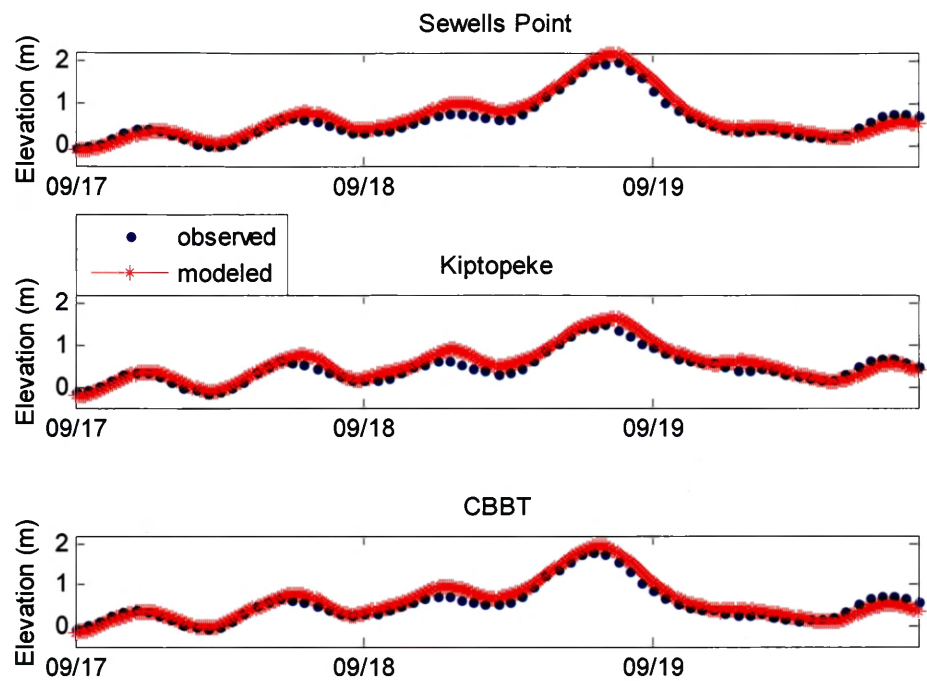 Sewells Point
Elevation (m)
2
1
0
09/17
09/18
09/19
observed
modeled
Kiptopeke
Elevation (m)
2
1
0
09/17
09/18
09/19
CBBT
Elevation (m)
2
1
0
09/17
09/18
09/19